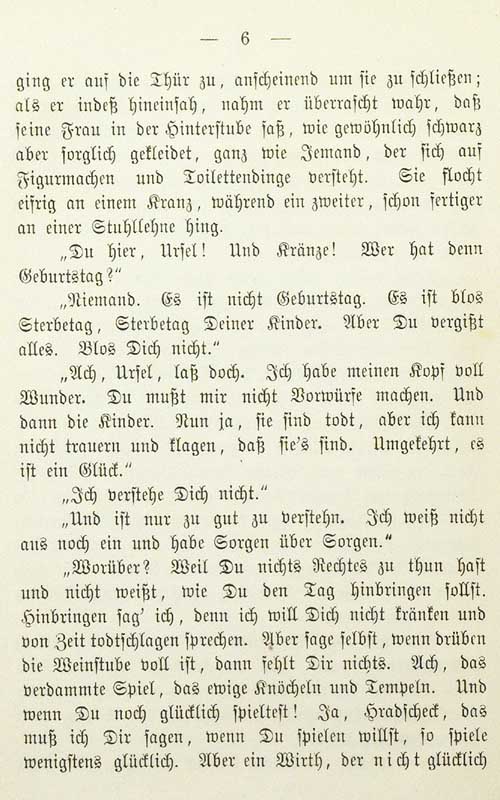 — 6 —
ging er auf die Thür zu, anscheinend um sie zu schließen;
als er indeß hineinsah, nahm er überrascht wahr, daß
seine Frau in der Hinterstube saß, wie gewöhnlich schwarz
aber sorglich gekleidet, ganz wie Jemand, der sich auf
Figurmachen und Toilettendinge versteht. Sie flocht
eifrig an einem Kranz, während ein zweiter, schon fertiger
an einer Stuhllehne hing.
„Du hier, Ursel! Und Kränze! Wer hat denn
Geburtstag?“
„Niemand. Es ist nicht Geburtstag. Es ist blos
Sterbetag, Sterbetag Deiner Kinder. Aber Du vergißt
alles. Blos Dich nicht.“
„Ach, Ursel, laß doch. Ich habe meinen Kopf voll
Wunder. Du mußt mir nicht Vorwürfe machen. Und
dann die Kinder. Nun ja, sie sind todt, aber ich kann
nicht trauern und klagen, daß sie's sind. Umgekehrt, es
ist ein Glück.“
„Ich verstehe Dich nicht.“
„Und ist nur zu gut zu verstehn. Ich weiß nicht
aus noch ein und habe Sorgen über Sorgen.“
„Worüber? Weil Du nichts Rechtes zu thun hast
und nicht weißt, wie Du den Tag hinbringen sollst.
Hinbringen sag' ich, denn ich will Dich nicht kränken und
von Zeit todtschlagen sprechen. Aber sage selbst, wenn drüben
die Weinstube voll ist, dann fehlt Dir nichts. Ach, das
verdammte Spiel, das ewige Knöcheln und Tempeln. Und
wenn Du noch glücklich spieltest! Ja, Hradscheck, das
muß ich Dir sagen, wenn Du spielen willst, so spiele
wenigstens glücklich. Aber ein Wirth, der nicht glücklich